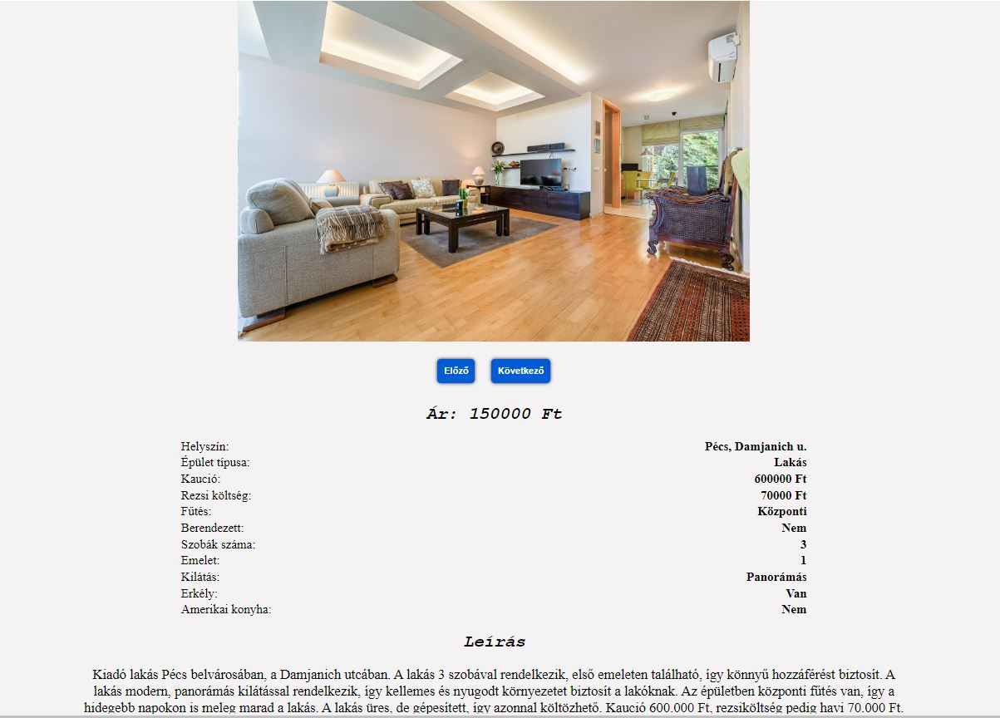 Előző Következő
Ár: 150000 Ft
Helyszín: Pécs, Damjanich u.
Épület típusa: Lakás
Kaució: 600000 Ft
Rezsi költség: 70000 Ft
Fűtés: Központi
Berendezett: Nem
Szobák száma: 3
Emelet: 1
Kilátás: Panorámás
Erkély: Van
Amerikai konyha: Nem
Leírás
Kiadó lakás Pécs belvárosában, a Damjanich utcában. A lakás 3 szobával rendelkezik, első emeleten található, így könnyű hozzáférést biztosít. A
lakás modern, panorámás kilátással rendelkezik, így kellemes és nyugodt környezetet biztosít a lakóknak. Az épületben központi fűtés van, így a
hidegebb napokon is meleg marad a lakás. A lakás üres, de gépesített, így azonnal költözhető. Kaució 600.000 Ft, rezsiköltség pedig havi 70.000 Ft.